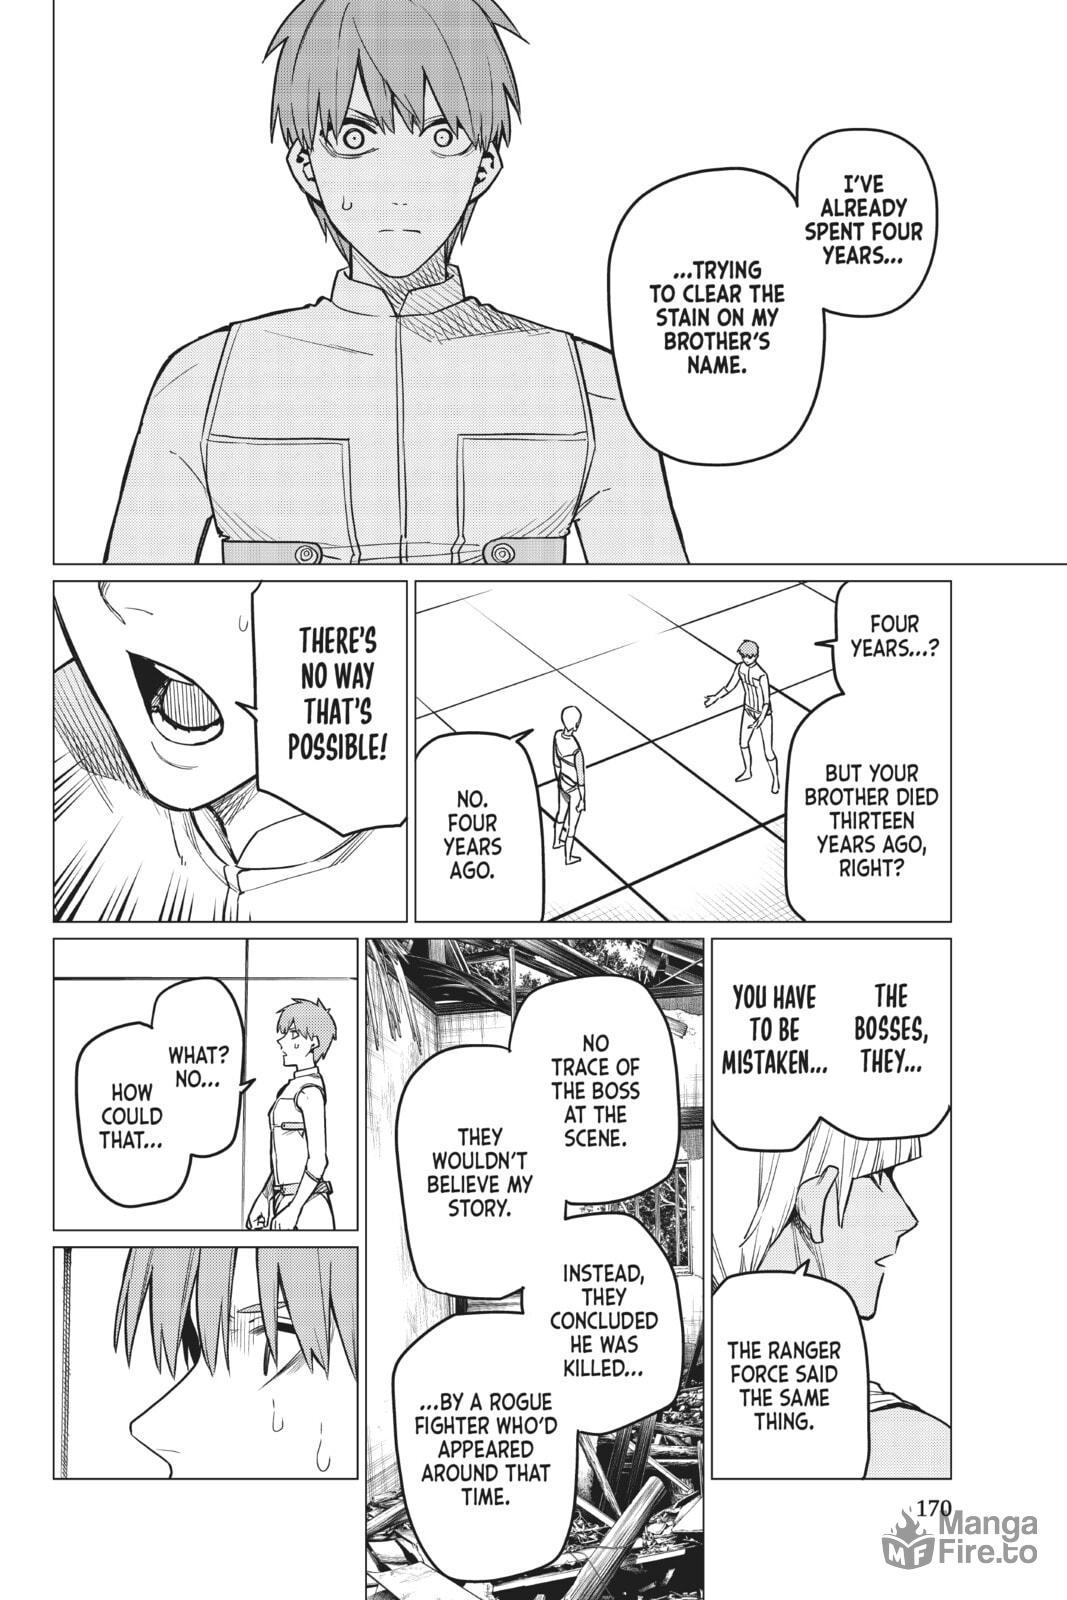 I'VE
ALREADY
SPENT FOUR
YEARS...
...TRYING
TO CLEAR THE
STAIN ON MY
BROTHER'S
NAME.
FOUR
YEARS...?
BUT YOUR
BROTHER DIED
THIRTEEN
YEARS AGO,
RIGHT?
NO.
FOUR
YEARS
AGO.
THERE'S
NO WAY
THAT'S
POSSIBLE!
THE
BOSSES,
THEY...
YOU HAVE
TO BE
MISTAKEN...
THE RANGER
FORCE SAID
THE SAME
THING.
NO
TRACE OF
THE BOSS
AT THE
SCENE.
THEY
WOULDN'T
BELIEVE MY
STORY.
INSTEAD,
THEY
CONCLUDED
HE WAS
KILLED...
...BY A ROGUE
FIGHTER WHO'D
APPEARED
AROUND THAT
TIME.
WHAT?
NO...
HOW
COULD
THAT...
170
MF Manga
Fire.to